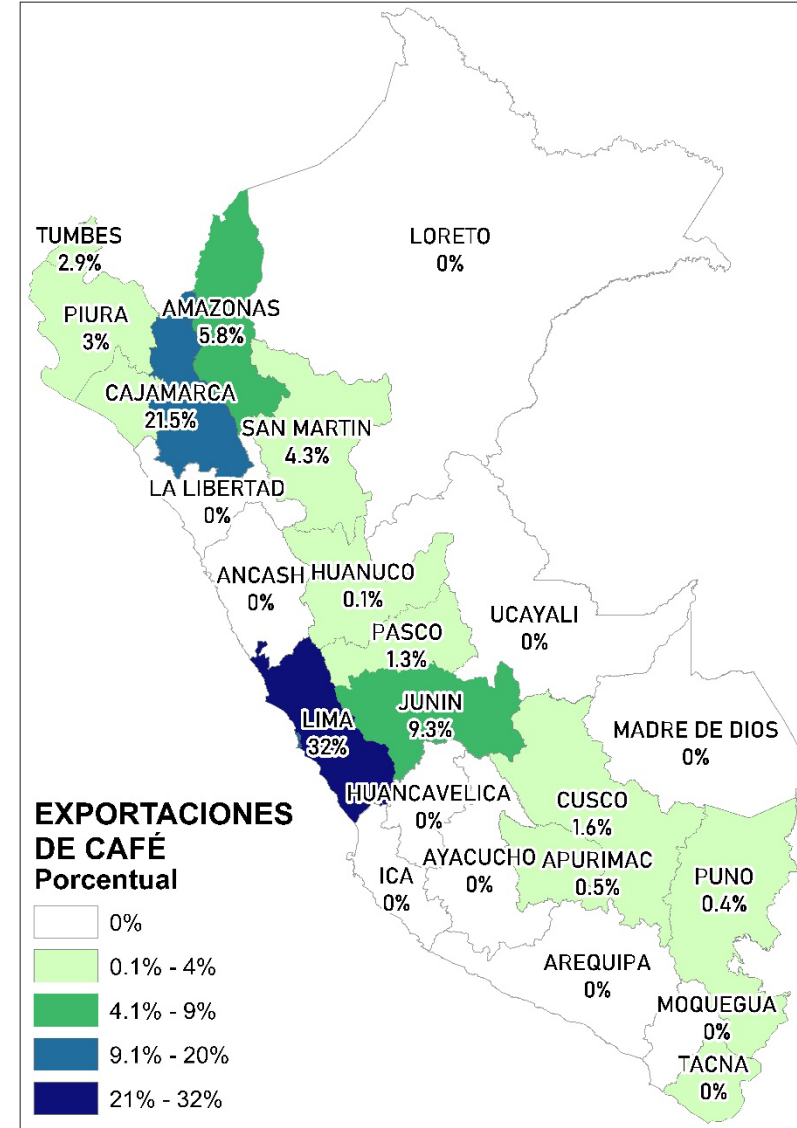 TUMBES
2.9%
LORETO
0%
PIURA
3%
AMAZONAS
5.8%
CAJAMARCA
21.5%
SAN MARTIN
4.3%
LA LIBERTAD
0%
ANCASH
0%
HUANUCO
0.1%
UCAYALI
0%
PASCO
1.3%
LIMA
32%
JUNIN
9.3%
MADRE DE DIOS
0%
HUANCAVELICA
0%
CUSCO
1.6%
AYACUCHO
0%
APURIMAC
0.5%
ICA
0%
PUNO
0.4%
AREQUIPA
0%
MOQUEGUA
0%
TACNA
0%
EXPORTACIONES
DE CAFÉ
Porcentual
0%
0.1% - 4%
4.1% - 9%
9.1% - 20%
21% - 32%